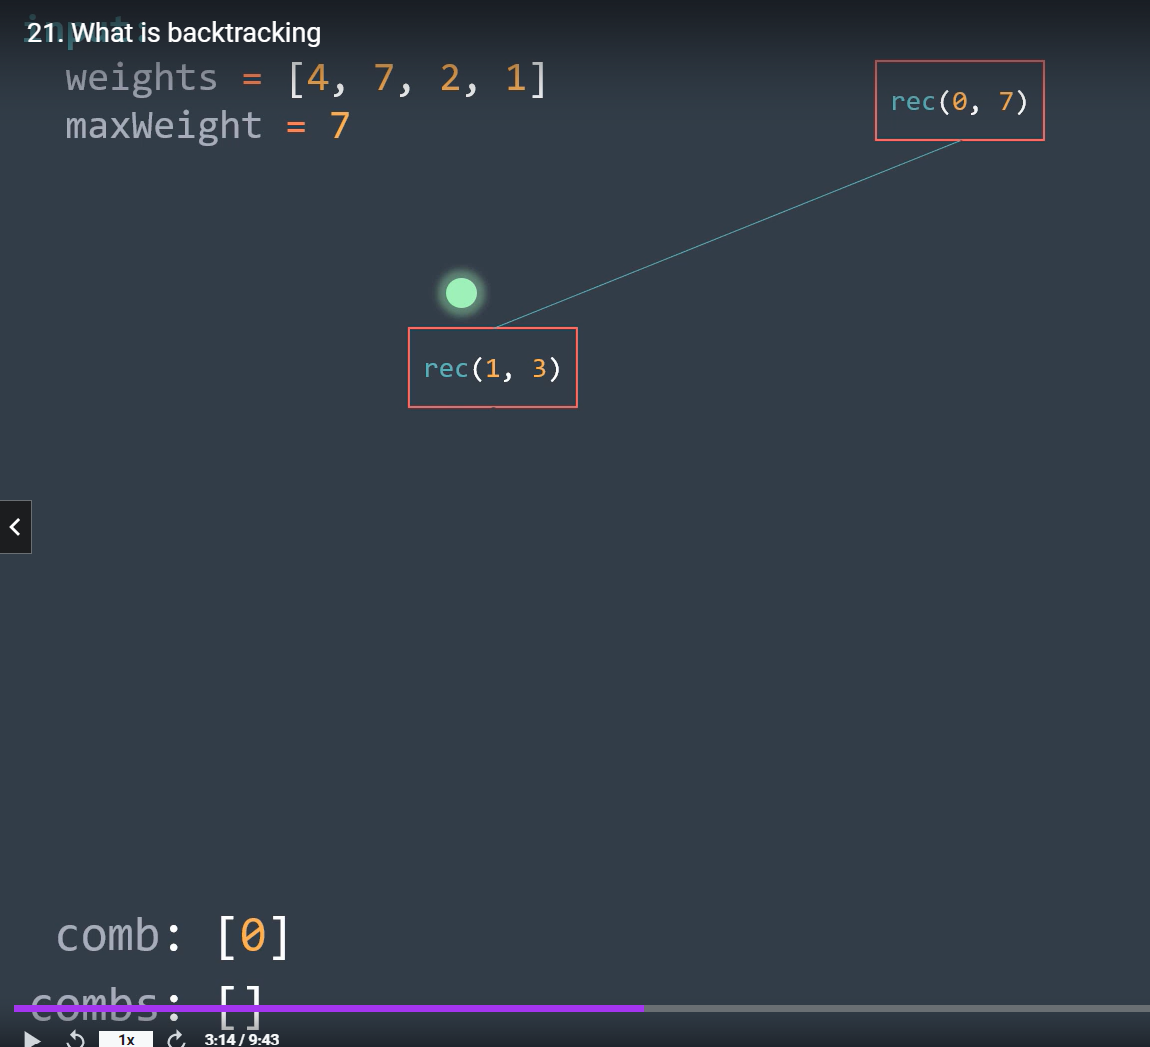 input:
21. What is backtracking
weights = [4, 7, 2, 1]
maxWeight = 7
rec(0, 7)
rec(1, 3)
comb: [0]
combs: []
1x
3:14 / 9:43